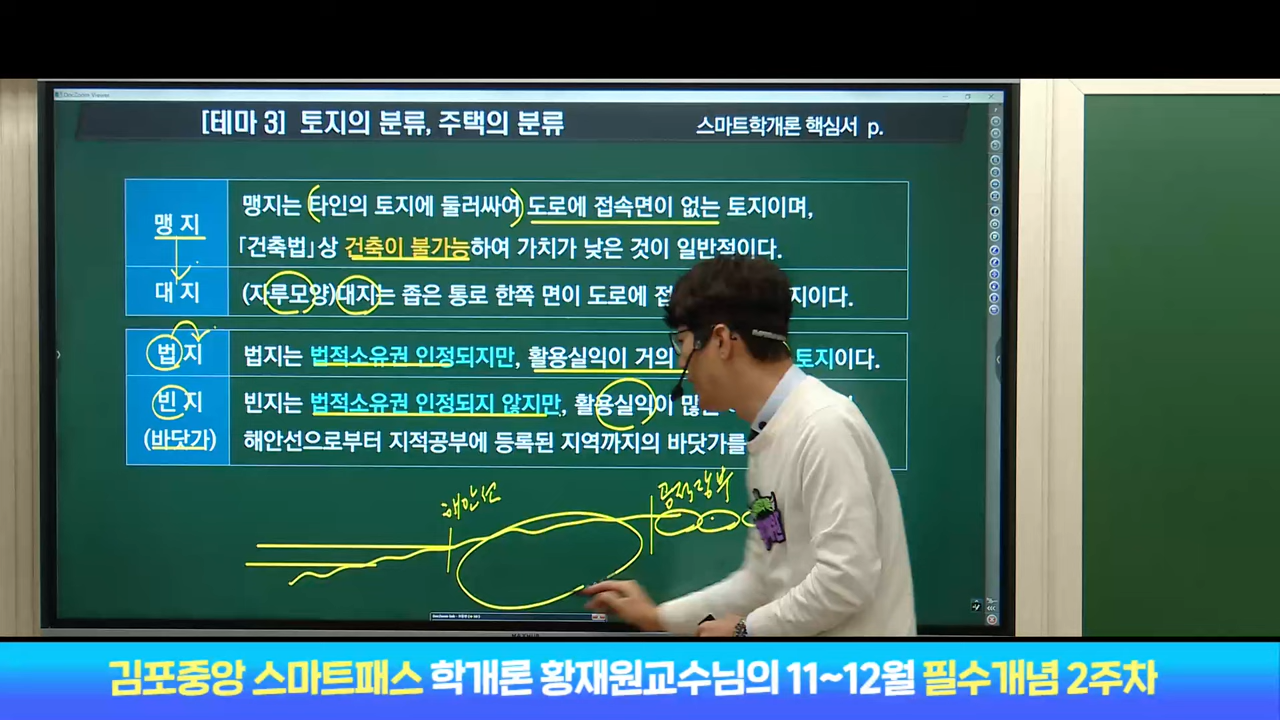 [테마 3] 토지의 분류, 주택의 분류
스마트학개론 핵심서 p.
맹 지
맹지는 타인의 토지에 둘러싸여 도로에 접속면이 없는 토지이며,
「건축법」상 건축이 불가능하여 가치가 낮은 것이 일반적이다.
대 지
(자루모양)대지는 좁은 통로 한쪽 면이 도로에 접 지이다.
법 지
법지는 법적소유권 인정되지만, 활용실익이 거의 토지이다.
빈 지
(바닷가)
빈지는 법적소유권 인정되지 않지만, 활용실익이 많은
해안선으로부터 지적공부에 등록된 지역까지의 바닷가를
해안선
김포중앙 스마트패스 학개론 황재원교수님의 11~12월 필수개념 2주차